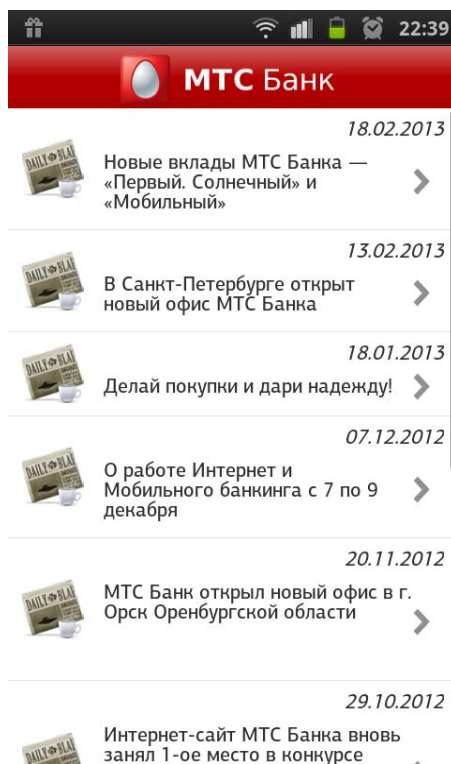 22:39
МТС Банк
18.02.2013
Новые вклады МТС Банка —
«Первый. Солнечный» и
«Мобильный»
13.02.2013
В Санкт-Петербурге открыт
новый офис МТС Банка
18.01.2013
Делай покупки и дари надежду!
07.12.2012
О работе Интернет и
Мобильного банкинга с 7 по 9
декабря
20.11.2012
МТС Банк открыл новый офис в г.
Орск Оренбургской области
29.10.2012
Интернет-сайт МТС Банка вновь
занял 1-ое место в конкурсе